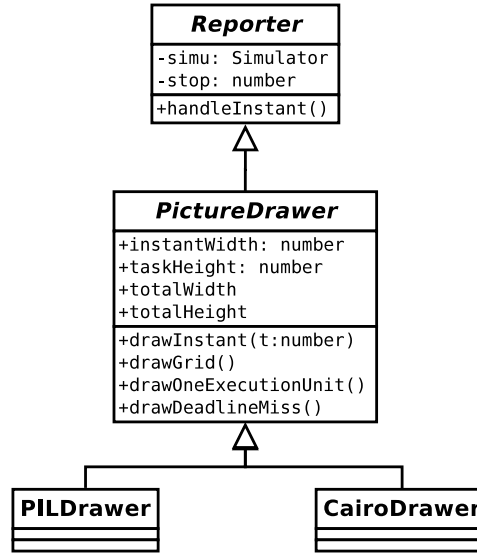 Reporter
-simu: Simulator
-stop: number
+handleInstant()
PictureDrawer
+instantWidth: number
+taskHeight: number
+totalWidth
+totalHeight
+drawInstant(t:number)
+drawGrid()
+drawOneExecutionUnit()
+drawDeadlineMiss()
PILDrawer
CairoDrawer